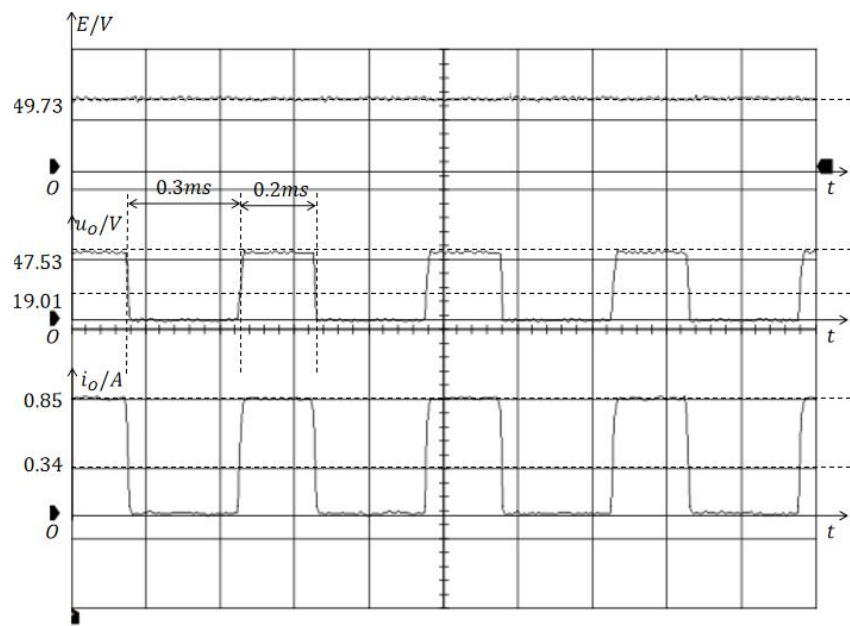 E/V
49.73
O
t
0.3ms
0.2ms
u_o/V
47.53
19.01
O
t
i_o/A
0.85
0.34
O
t